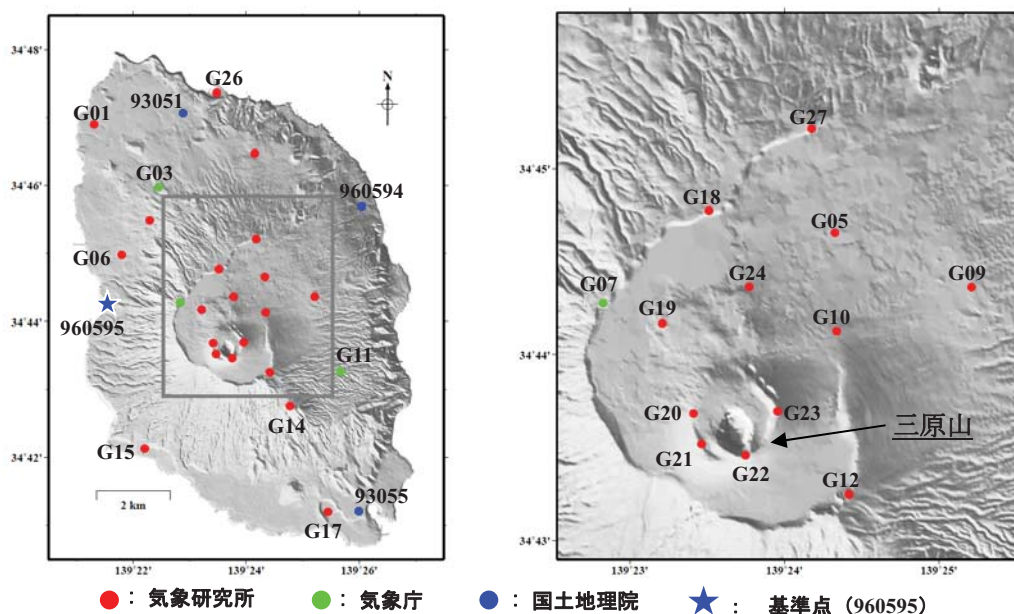 34°48'
34°46'
34°44'
34°42'
139°22'
139°24'
139°26'
G26
93051
G01
G03
960594
G06
960595
G11
G14
G15
93055
G17
N
2 km
34°45'
34°44'
34°43'
139°23'
139°24'
139°25'
G27
G18
G05
G24
G09
G07
G19
G10
G20
G23
三原山
G21
G22
G12
: 気象研究所
: 気象庁
: 国土地理院
: 基準点（960595）